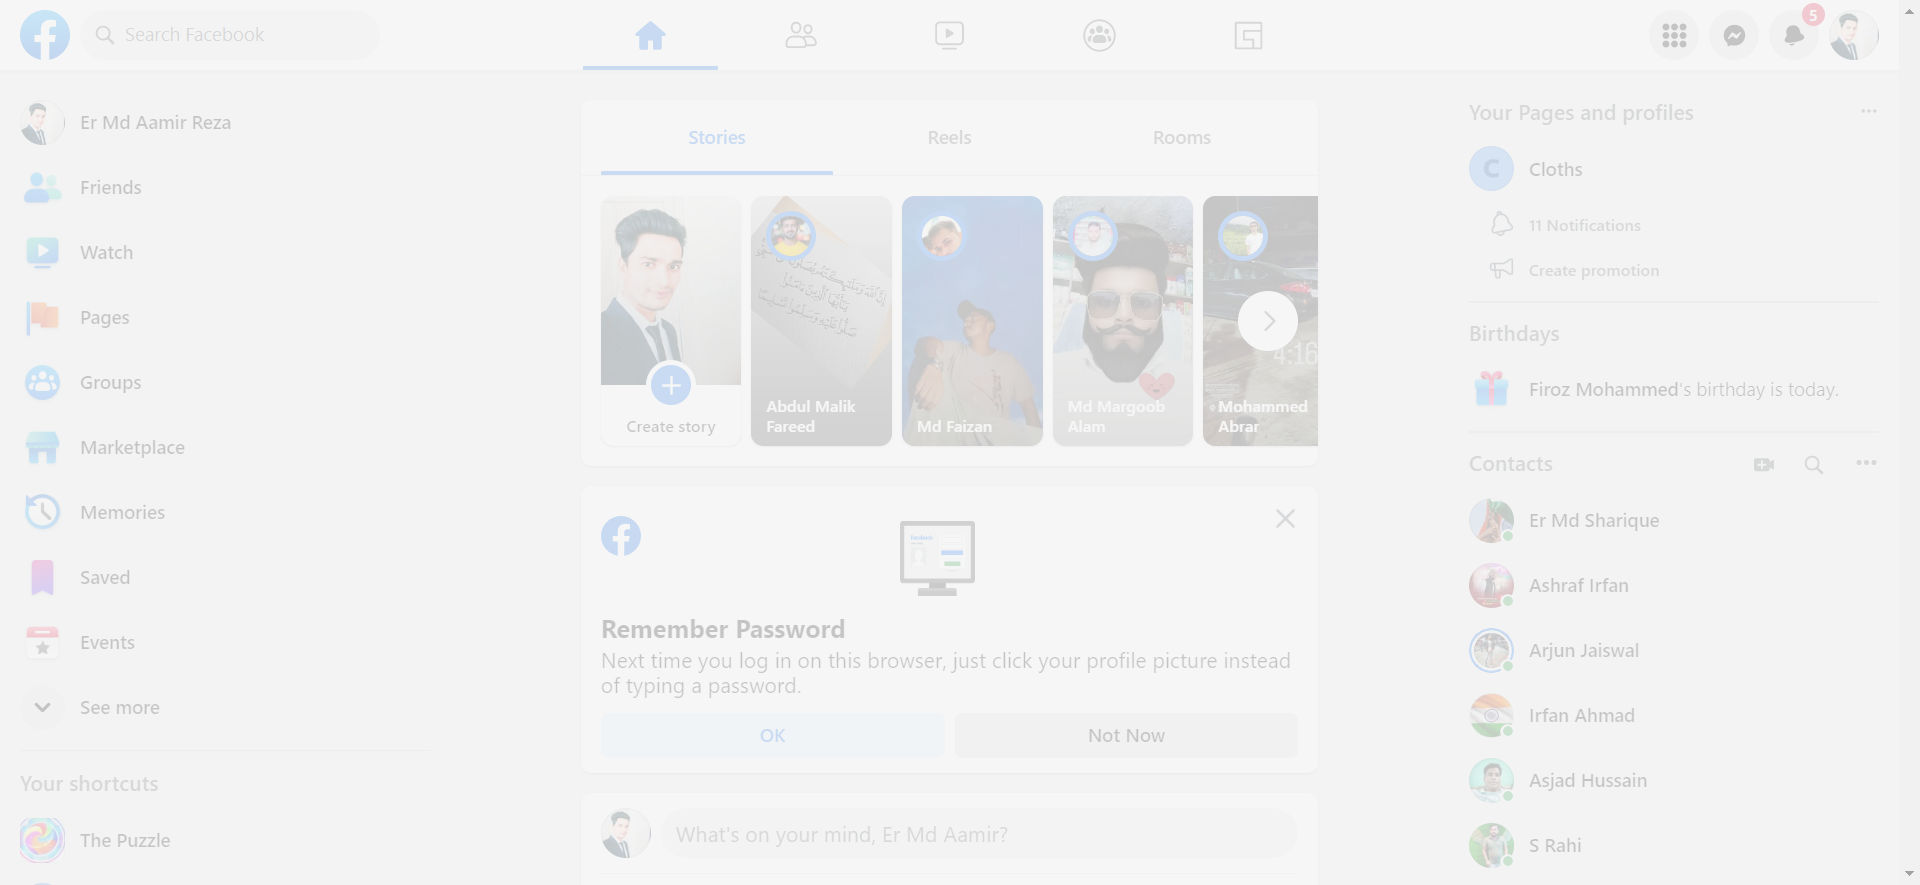 Search Facebook
5
Er Md Aamir Reza
Friends
Watch
Pages
Groups
Marketplace
Memories
Saved
Events
See more
Your shortcuts
The Puzzle
Stories
Reels
Rooms
Create story
Abdul Malik
Fareed
Md Faizan
Md Margoob
Alam
4:16
Mohammed
Abrar
Remember Password
Next time you log in on this browser, just click your profile picture instead
of typing a password.
OK
Not Now
What's on your mind, Er Md Aamir?
Your Pages and profiles
C
Cloths
11 Notifications
Create promotion
Birthdays
Firoz Mohammed's birthday is today.
Contacts
Er Md Sharique
Ashraf Irfan
Arjun Jaiswal
Irfan Ahmad
Asjad Hussain
S Rahi